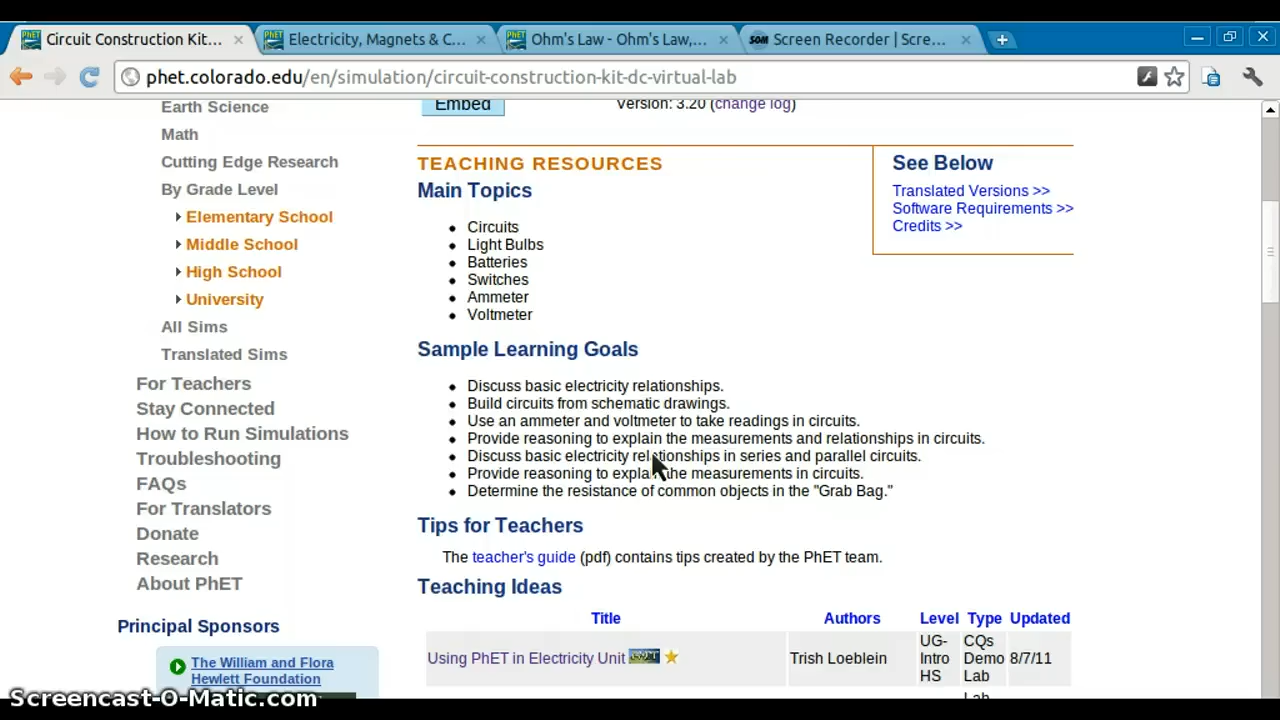 Circuit Construction Kit...
Electricity, Magnets & C...
Ohm's Law - Ohm's Law,...
SOM Screen Recorder | Scre...
phet.colorado.edu/en/simulation/circuit-construction-kit-dc-virtual-lab
Earth Science
Math
Cutting Edge Research
By Grade Level
Elementary School
Middle School
High School
University
All Sims
Translated Sims
For Teachers
Stay Connected
How to Run Simulations
Troubleshooting
FAQs
For Translators
Donate
Research
About PhET
Principal Sponsors
The William and Flora
Hewlett Foundation
Embed
Version: 3.20 (change log)
TEACHING RESOURCES
Main Topics
Circuits
Light Bulbs
Batteries
Switches
Ammeter
Voltmeter
See Below
Translated Versions >>
Software Requirements >>
Credits >>
Sample Learning Goals
Discuss basic electricity relationships.
Build circuits from schematic drawings.
Use an ammeter and voltmeter to take readings in circuits.
Provide reasoning to explain the measurements and relationships in circuits.
Discuss basic electricity relationships in series and parallel circuits.
Provide reasoning to explain the measurements in circuits.
Determine the resistance of common objects in the "Grab Bag."
Tips for Teachers
The teacher's guide (pdf) contains tips created by the PhET team.
Teaching Ideas
Title Authors Level Type Updated
Using PhET in Electricity Unit
Trish Loeblein
UG-
Intro
HS
CQs
Demo
Lab
8/7/11
Lab
Screencast-O-Matic.com